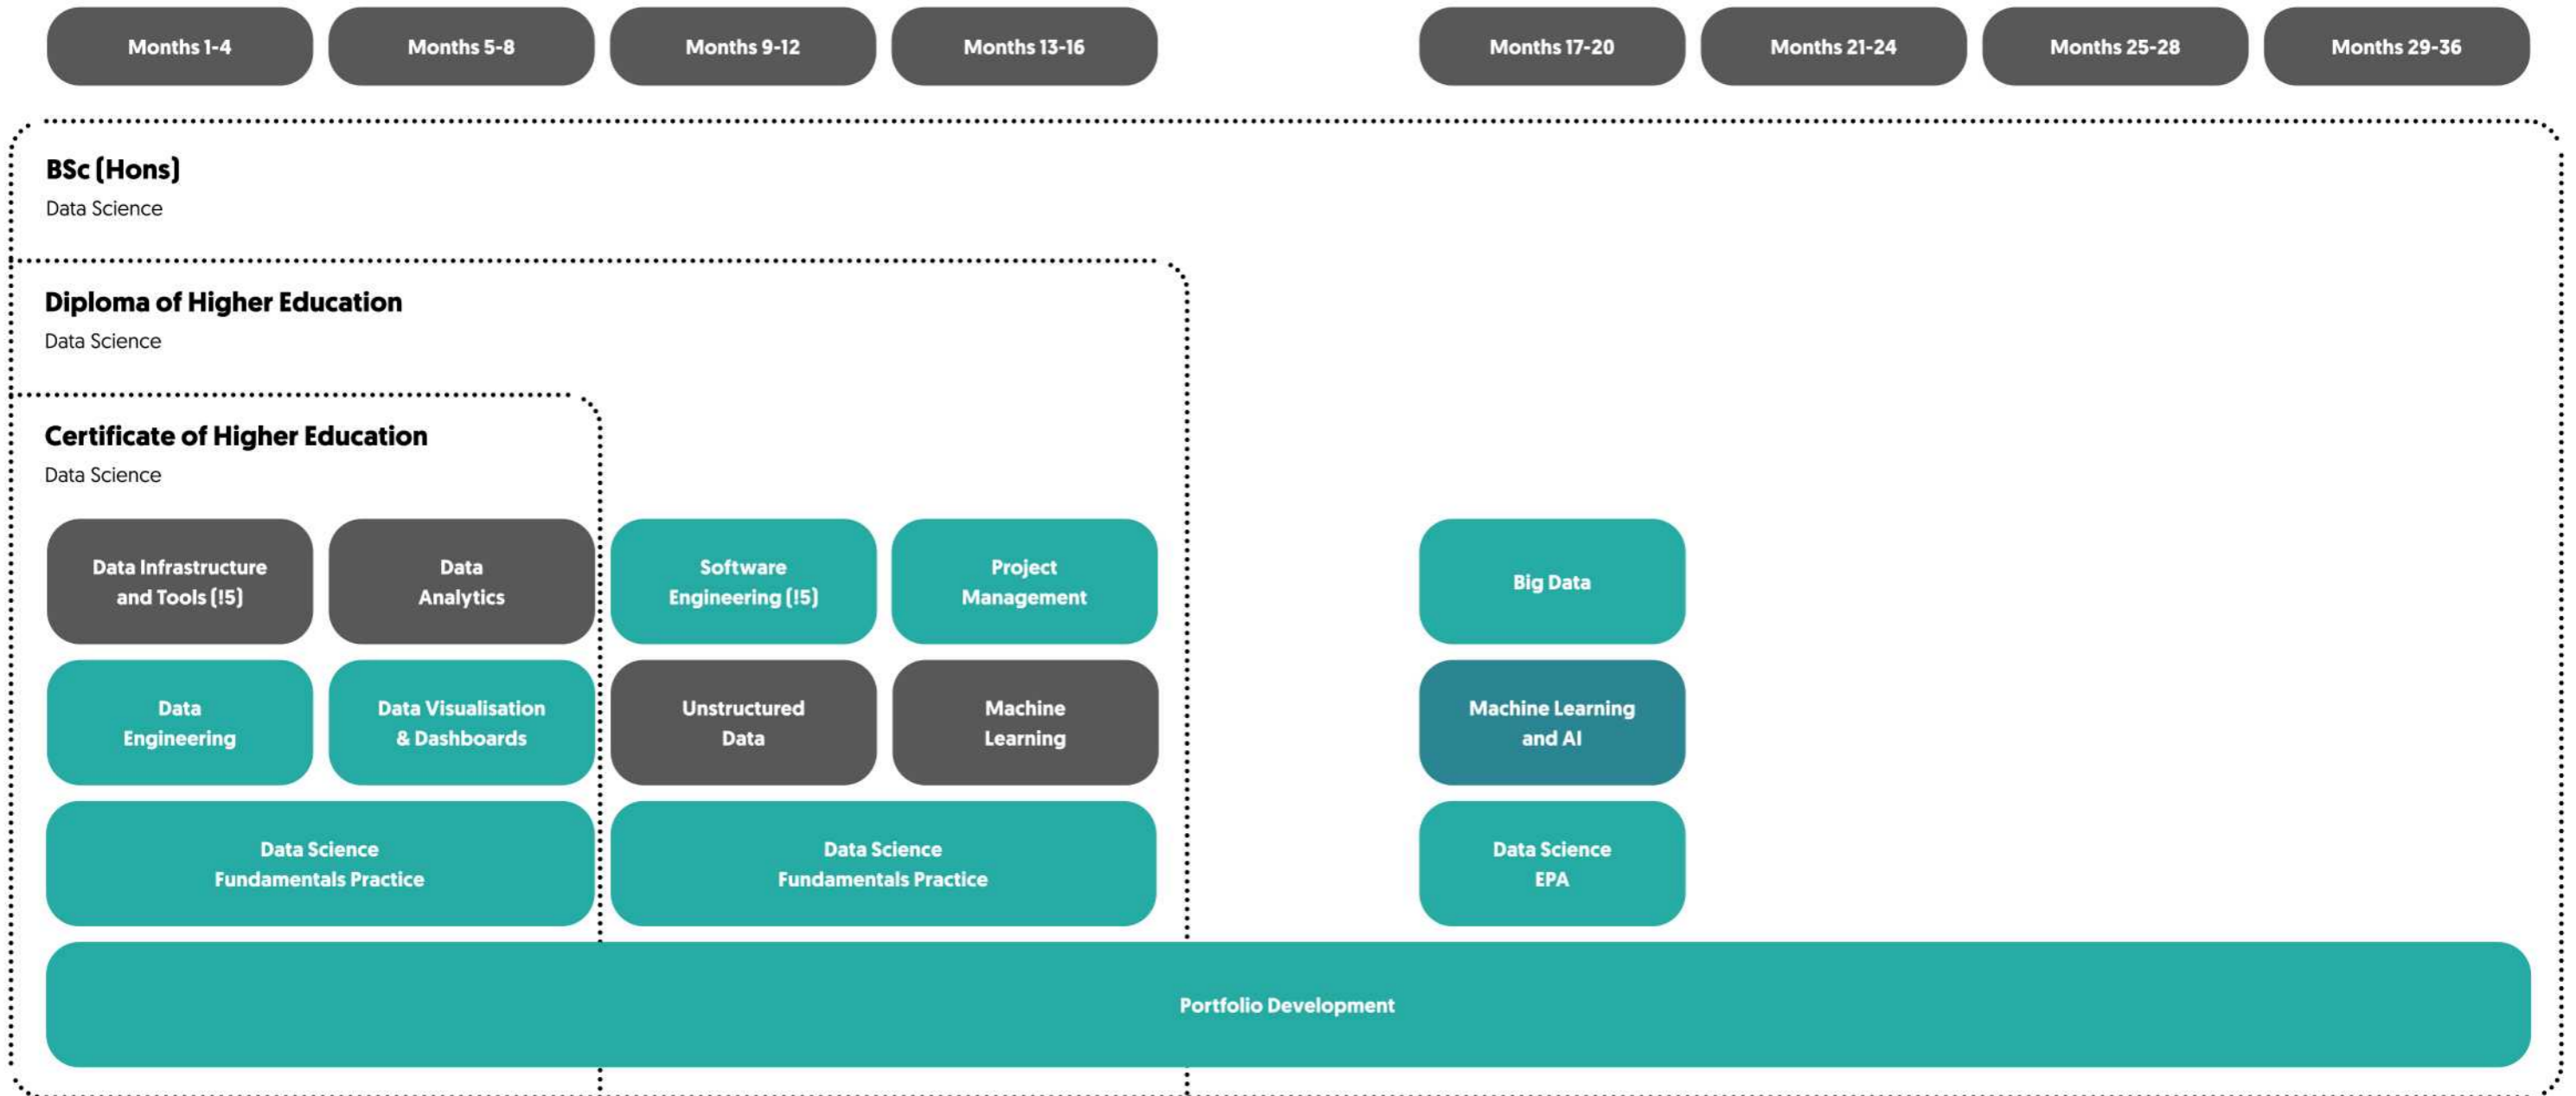 Months 1-4
Months 5-8
Months 9-12
Months 13-16
Months 17-20
Months 21-24
Months 25-28
Months 29-36
BSc (Hons)
Data Science
Diploma of Higher Education
Data Science
Certificate of Higher Education
Data Science
Data Infrastructure
and Tools (!5)
Data
Analytics
Software
Engineering (!5)
Project
Management
Big Data
Data
Engineering
Data Visualisation
& Dashboards
Unstructured
Data
Machine
Learning
Machine Learning
and AI
Data Science
Fundamentals Practice
Data Science
Fundamentals Practice
Data Science
EPA
Portfolio Development